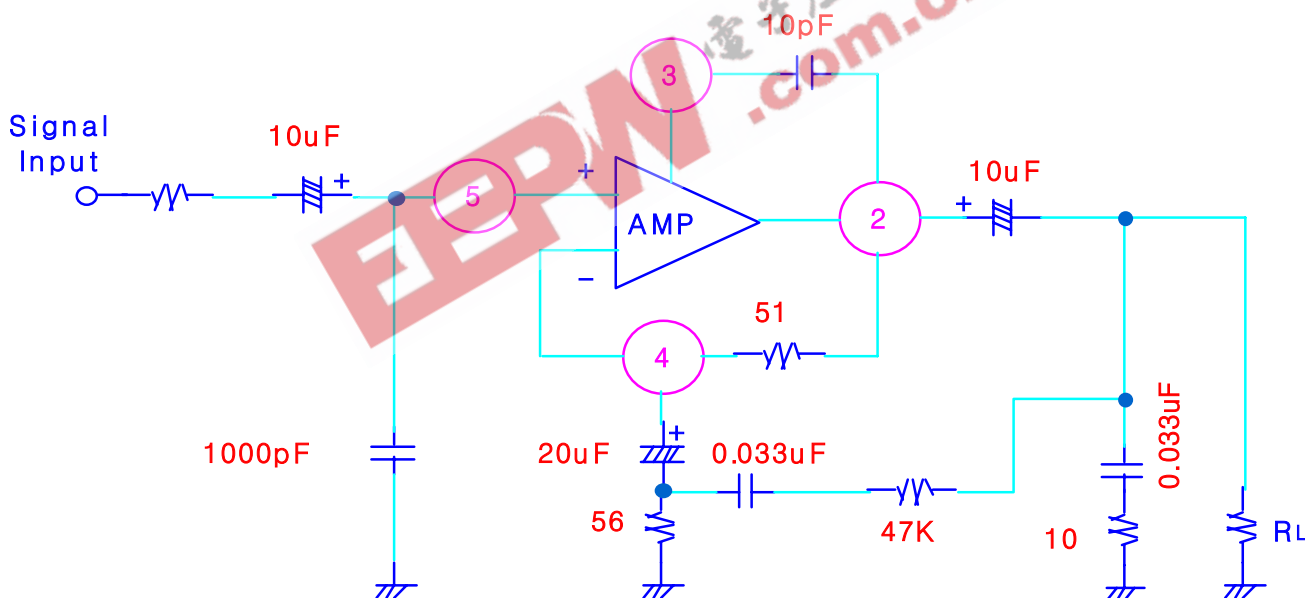 10pF
3
Signal
Input
10uF
+
5
+
AMP
−
2
10uF
+
51
4
1000pF
20uF
+
0.033uF
56
47K
0.033uF
10
RL
EEPW
.com.c